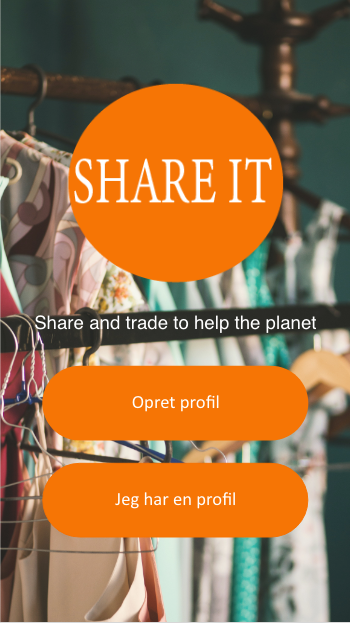 SHARE IT
Share and trade to help the planet
Opret profil
Jeg har en profil